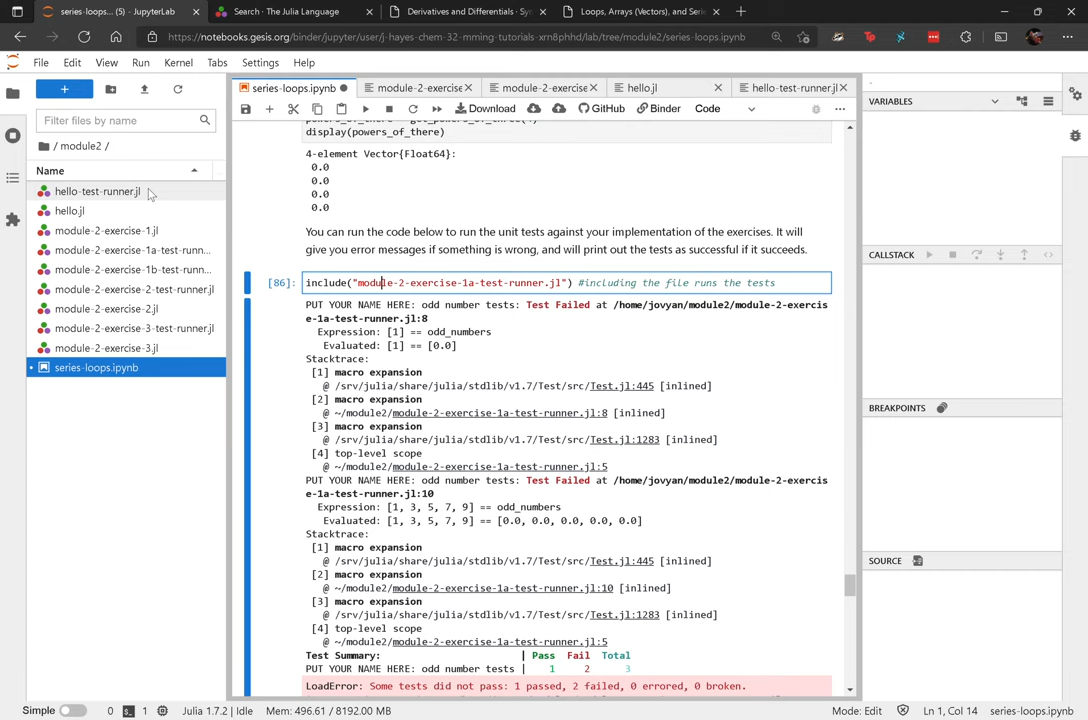 series-loops... (5) - JupyterLab
Search · The Julia Language
Derivatives and Differentials · Sy
Loops, Arrays (Vectors), and Serie
https://notebooks.gesis.org/binder/jupyter/user/j-hayes-chem-32-mming-tutorials-xrn8phhd/lab/tree/module2/series-loops.ipynb
File Edit View Run Kernel Tabs Settings Help
series-loops.ipynb
module-2-exercise
module-2-exercise
hello.jl
hello-test-runner.jl
Download
GitHub
Binder
Code
Filter files by name
/ module2 /
Name
hello-test-runner.jl
hello.jl
module-2-exercise-1.jl
module-2-exercise-1a-test-runn...
module-2-exercise-1b-test-runn...
module-2-exercise-2-test-runner.jl
module-2-exercise-2.jl
module-2-exercise-3-test-runner.jl
module-2-exercise-3.jl
series-loops.ipynb
display(powers_of_there)
4-element Vector{Float64}:
0.0
0.0
0.0
0.0
You can run the code below to run the unit tests against your implementation of the exercises. It will
give you error messages if something is wrong, and will print out the tests as successful if it succeeds.
[86]: include("module-2-exercise-1a-test-runner.jl") #including the file runs the tests
PUT YOUR NAME HERE: odd number tests: Test Failed at /home/jovyan/module2/module-2-exercis
e-1a-test-runner.jl:8
Expression: [1] == odd_numbers
Evaluated: [1] == [0.0]
Stacktrace:
[1] macro expansion
@ /srv/julia/share/julia/stdlib/v1.7/Test/src/Test.jl:445 [inlined]
[2] macro expansion
@ ~/module2/module-2-exercise-1a-test-runner.jl:8 [inlined]
[3] macro expansion
@ /srv/julia/share/julia/stdlib/v1.7/Test/src/Test.jl:1283 [inlined]
[4] top-level scope
@ ~/module2/module-2-exercise-1a-test-runner.jl:5
PUT YOUR NAME HERE: odd number tests: Test Failed at /home/jovyan/module2/module-2-exercis
e-1a-test-runner.jl:10
Expression: [1, 3, 5, 7, 9] == odd_numbers
Evaluated: [1, 3, 5, 7, 9] == [0.0, 0.0, 0.0, 0.0, 0.0]
Stacktrace:
[1] macro expansion
@ /srv/julia/share/julia/stdlib/v1.7/Test/src/Test.jl:445 [inlined]
[2] macro expansion
@ ~/module2/module-2-exercise-1a-test-runner.jl:10 [inlined]
[3] macro expansion
@ /srv/julia/share/julia/stdlib/v1.7/Test/src/Test.jl:1283 [inlined]
[4] top-level scope
@ ~/module2/module-2-exercise-1a-test-runner.jl:5
Test Summary: | Pass Fail Total
PUT YOUR NAME HERE: odd number tests | 1 2 3
LoadError: Some tests did not pass: 1 passed, 2 failed, 0 errored, 0 broken.
VARIABLES
CALLSTACK
BREAKPOINTS
SOURCE
Simple 0 1 Julia 1.7.2 | Idle Mem: 496.61 / 8192.00 MB Mode: Edit Ln 1, Col 14 series-loops.ipynb